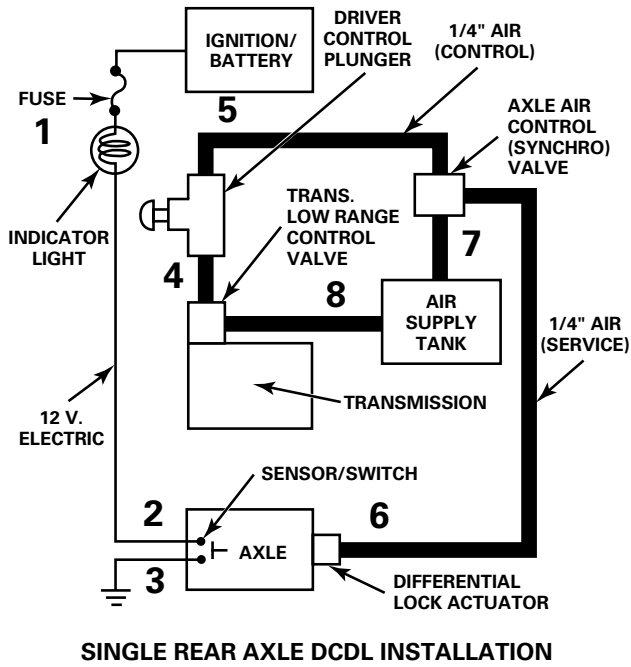 IGNITION/
BATTERY
DRIVER
CONTROL
PLUNGER
1/4" AIR
(CONTROL)
FUSE
1
5
AXLE AIR
CONTROL
(SYNCHRO)
VALVE
INDICATOR
LIGHT
TRANS.
LOW RANGE
CONTROL
VALVE
4
7
8
AIR
SUPPLY
TANK
1/4" AIR
(SERVICE)
TRANSMISSION
12 V.
ELECTRIC
SENSOR/SWITCH
2
6
3
AXLE
DIFFERENTIAL
LOCK ACTUATOR
SINGLE REAR AXLE DCDL INSTALLATION